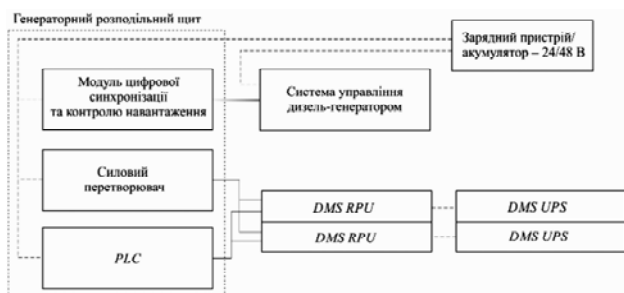 Генераторний розподільний щит
Зарядний пристрій/
акумулятор – 24/48 В
Модуль цифрової
синхронізації
та контролю навантаження
Система управління
дизель-генератором
Силовий
перетворювач
DMS RPU
DMS UPS
DMS RPU
DMS UPS
PLC